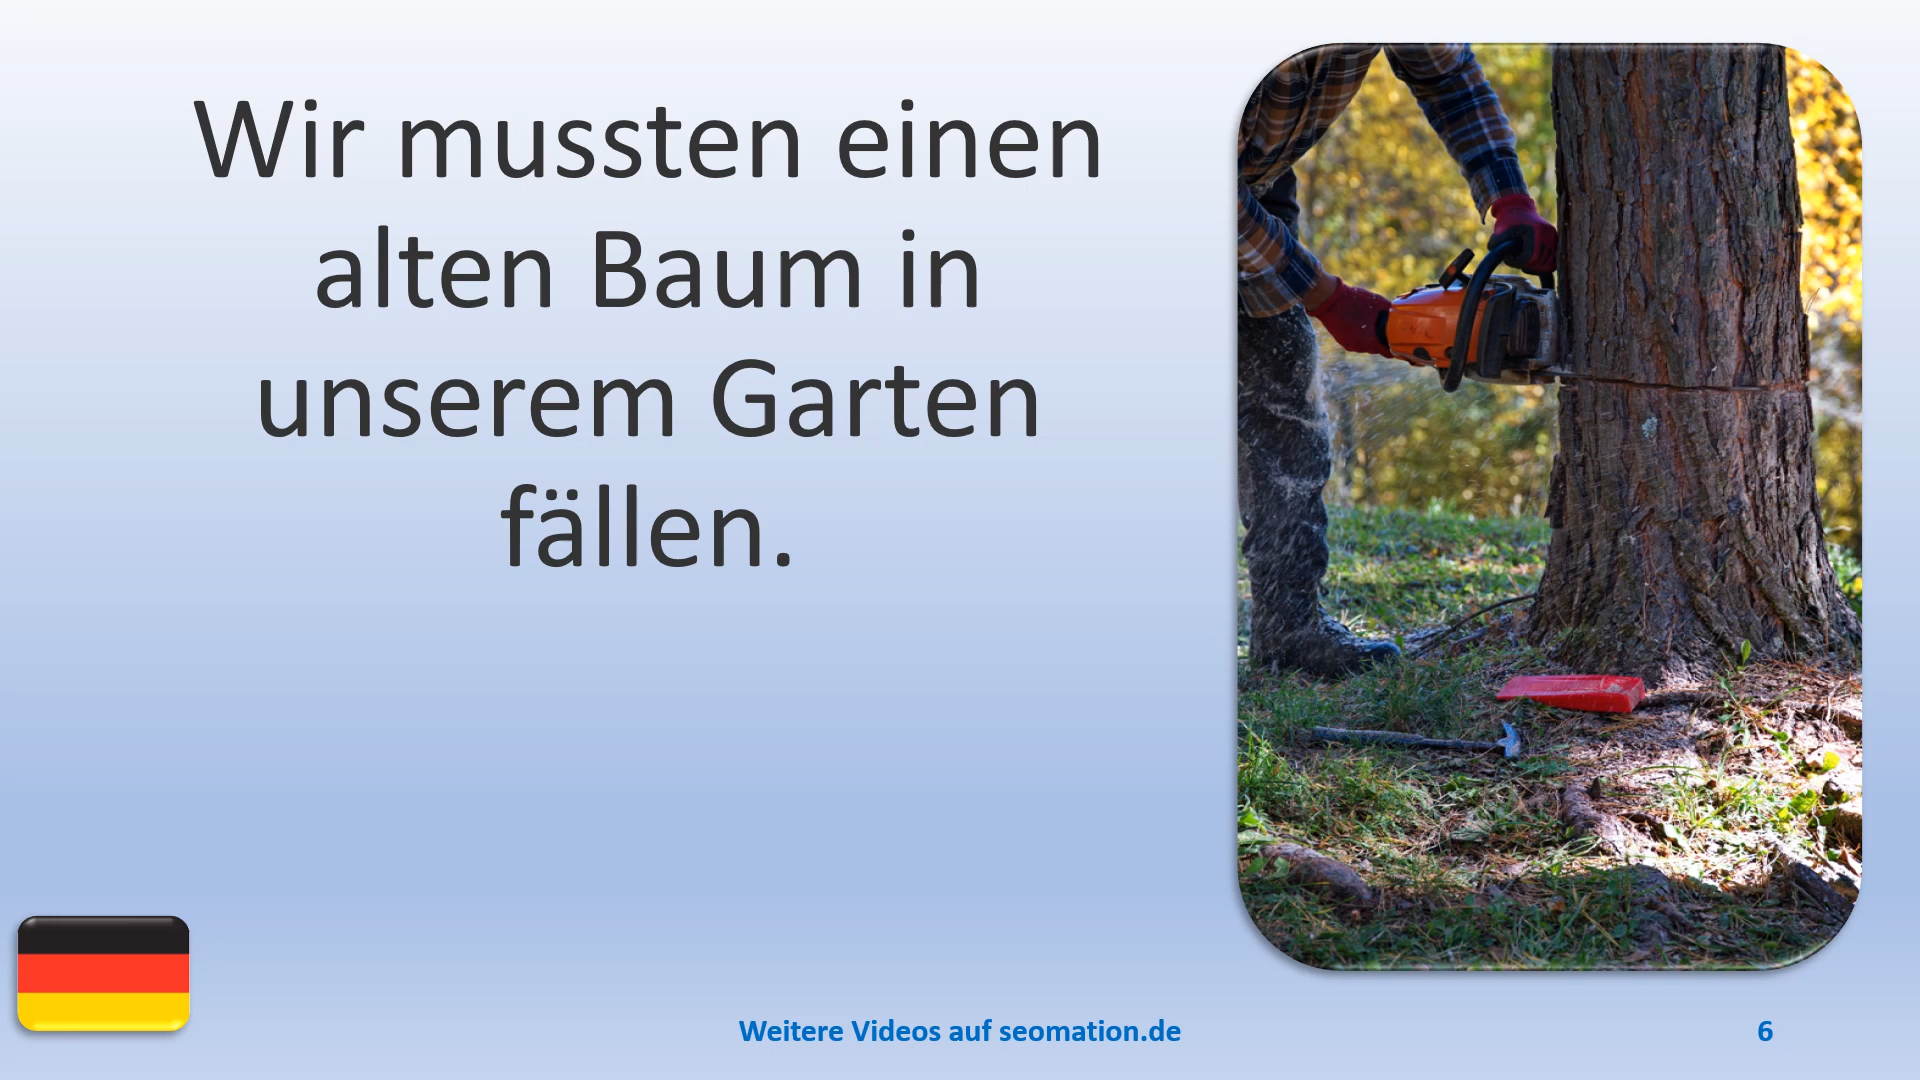 Wir mussten einen
alten Baum in
unserem Garten
fällen.
Weitere Videos auf seomation.de
6